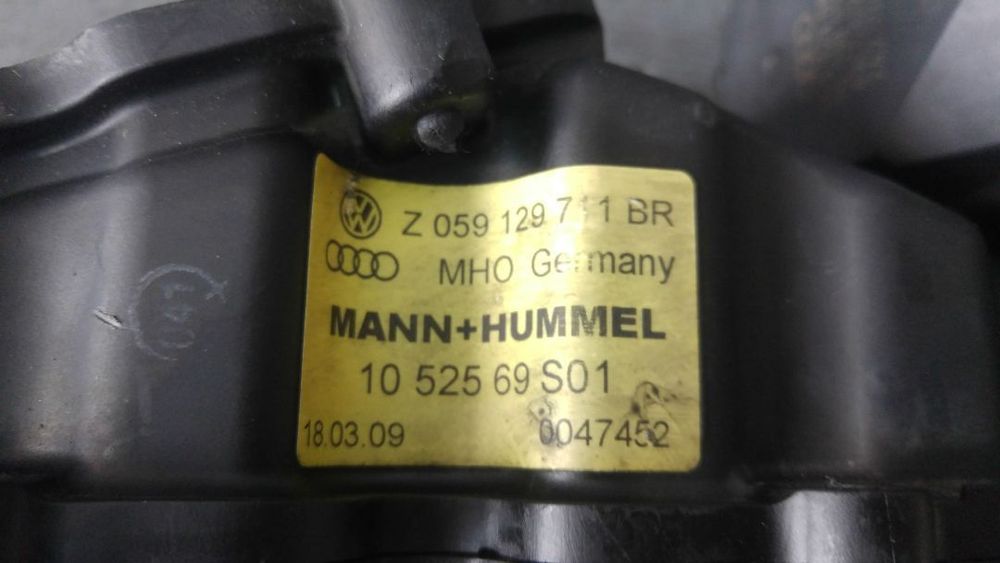 Z 059 129 711 BR
MHO Germany
MANN+HUMMEL
10 525 69 S01
18.03.09 0047452